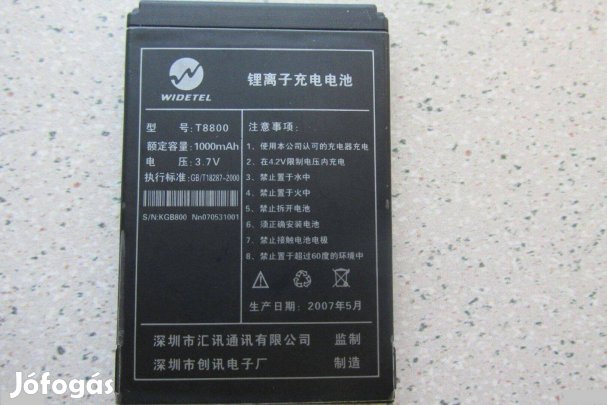 WIDETEL
锂离子充电电池
型 号:T8800
额定容量:1000mAh
电 压:3.7V
执行标准:GB/T18287-2000
S/N:KGB800 Nn070531001
注意事项:
1、使用本公司认可的充电器充电
2、在4.2V限制电压内充电
3、禁止置于水中
4、禁止置于火中
5、禁止拆开电池
6、须正确安装电池
7、禁止接触电池电极
8、禁止置于超过60度的环境中
生产日期:2007年5月
深圳市汇讯通讯有限公司 监制
深圳市创讯电子厂 制造
Jófogás